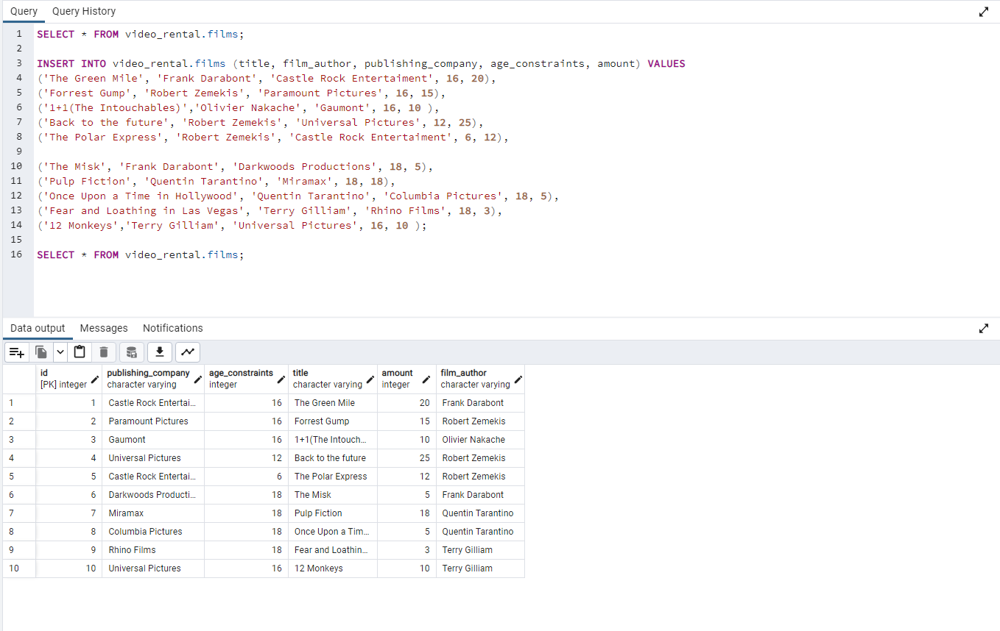 Query Query History
1 SELECT * FROM video_rental.films;
2
3 INSERT INTO video_rental.films (title, film_author, publishing_company, age_constraints, amount) VALUES
4 ('The Green Mile', 'Frank Darabont', 'Castle Rock Entertaiment', 16, 20),
5 ('Forrest Gump', 'Robert Zemekis', 'Paramount Pictures', 16, 15),
6 ('1+1(The Intouchables)','Olivier Nakache', 'Gaumont', 16, 10 ),
7 ('Back to the future', 'Robert Zemekis', 'Universal Pictures', 12, 25),
8 ('The Polar Express', 'Robert Zemekis', 'Castle Rock Entertaiment', 6, 12),
9
10 ('The Misk', 'Frank Darabont', 'Darkwoods Productions', 18, 5),
11 ('Pulp Fiction', 'Quentin Tarantino', 'Miramax', 18, 18),
12 ('Once Upon a Time in Hollywood', 'Quentin Tarantino', 'Columbia Pictures', 18, 5),
13 ('Fear and Loathing in Las Vegas', 'Terry Gilliam', 'Rhino Films', 18, 3),
14 ('12 Monkeys','Terry Gilliam', 'Universal Pictures', 16, 10 );
15
16 SELECT * FROM video_rental.films;
Data output Messages Notifications
id publishing_company age_constraints title amount film_author
[PK] integer character varying integer character varying integer character varying
1 1 Castle Rock Entertai... 16 The Green Mile 20 Frank Darabont
2 2 Paramount Pictures 16 Forrest Gump 15 Robert Zemekis
3 3 Gaumont 16 1+1(The Intouch... 10 Olivier Nakache
4 4 Universal Pictures 12 Back to the future 25 Robert Zemekis
5 5 Castle Rock Entertai... 6 The Polar Express 12 Robert Zemekis
6 6 Darkwoods Producti... 18 The Misk 5 Frank Darabont
7 7 Miramax 18 Pulp Fiction 18 Quentin Tarantino
8 8 Columbia Pictures 18 Once Upon a Tim... 5 Quentin Tarantino
9 9 Rhino Films 18 Fear and Loathin... 3 Terry Gilliam
10 10 Universal Pictures 16 12 Monkeys 10 Terry Gilliam